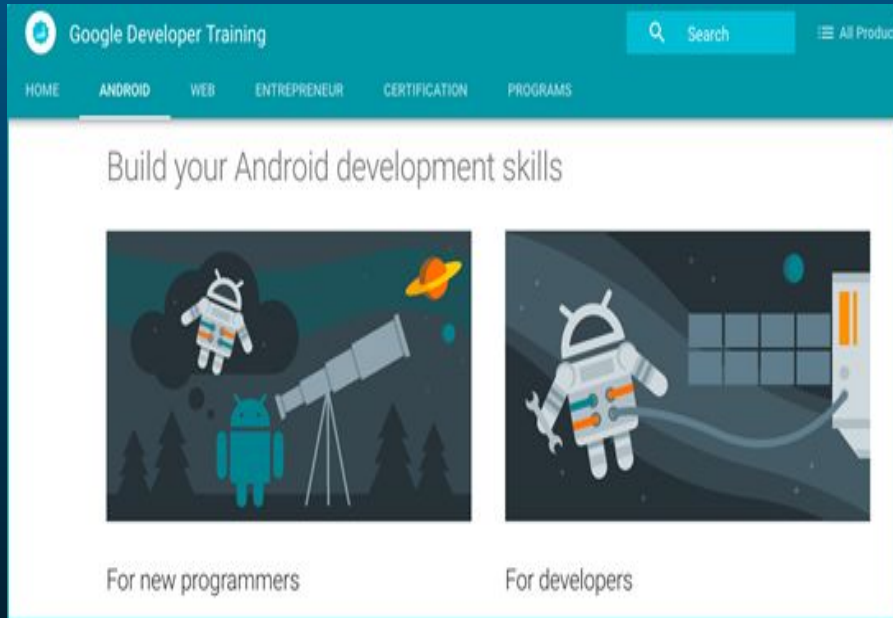 Google Developer Training
Search
All Produc
HOME ANDROID WEB ENTREPRENEUR CERTIFICATION PROGRAMS
Build your Android development skills
For new programmers
For developers